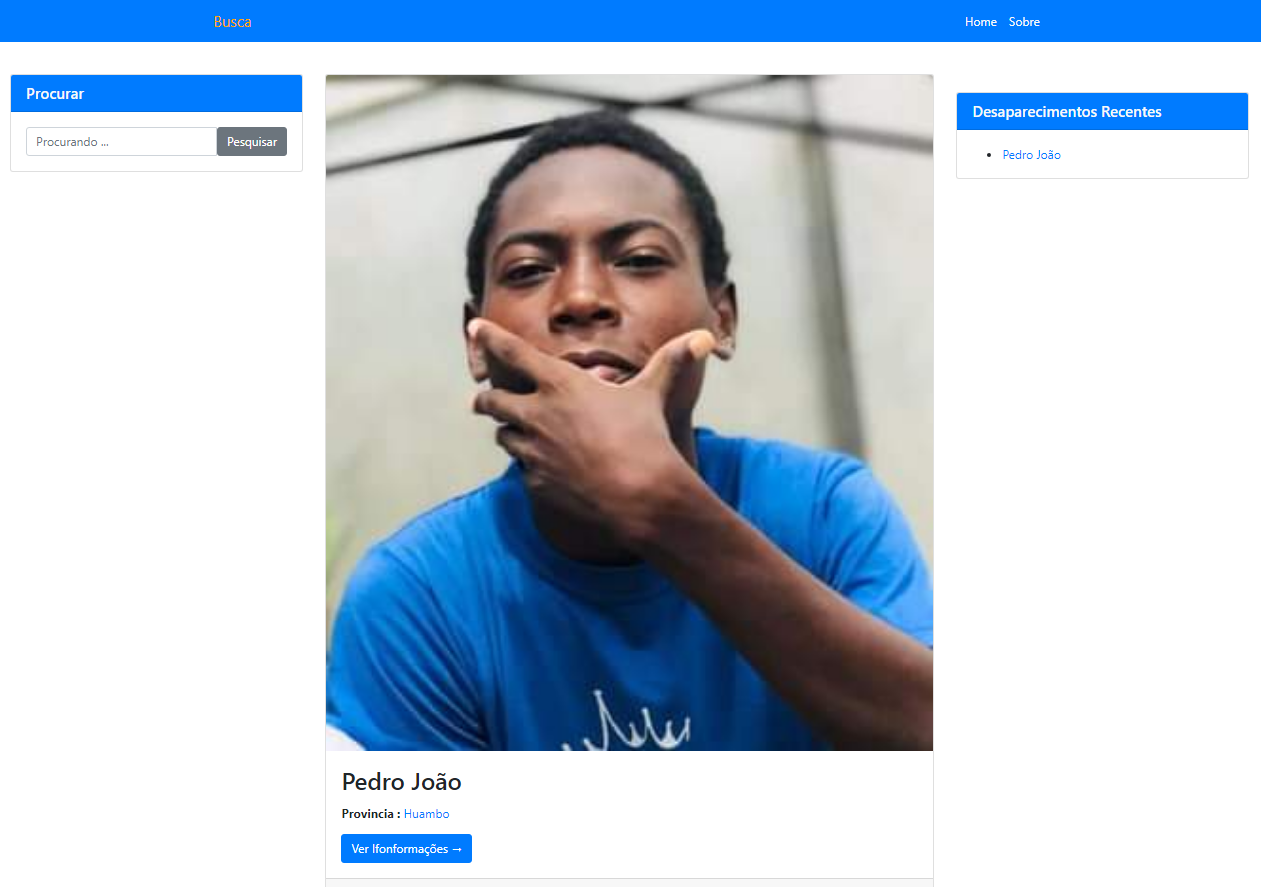 Busca
Home Sobre
Procurar
Procurando ...
Pesquisar
Desaparecimentos Recentes
Pedro João
Pedro João
Provincia : Huambo
Ver Ifonformações →